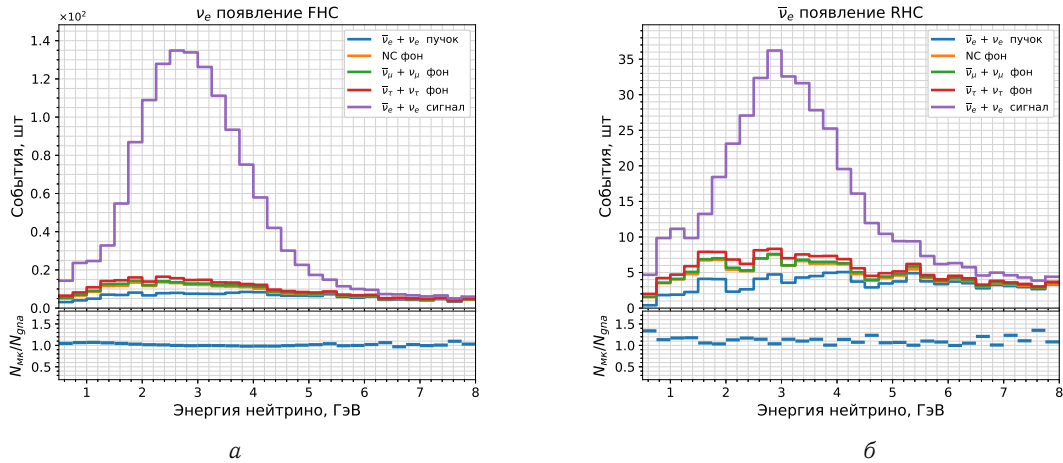 ν_e появление FHC
×10²
1.4
1.2
1.0
0.8
0.6
0.4
0.2
0.0
События, шт
ν̅_e + ν_e пучок
NC фон
ν̅_μ + ν_μ фон
ν̅_τ + ν_τ фон
ν̅_e + ν_e сигнал
1.5
1.0
0.5
N_мк/N_gna
1 2 3 4 5 6 7 8
Энергия нейтрино, ГэВ
а
ν̅_e появление RHC
35
30
25
20
15
10
5
0
События, шт
ν̅_e + ν_e пучок
NC фон
ν̅_μ + ν_μ фон
ν̅_τ + ν_τ фон
ν̅_e + ν_e сигнал
1.5
1.0
0.5
N_мк/N_gna
1 2 3 4 5 6 7 8
Энергия нейтрино, ГэВ
б